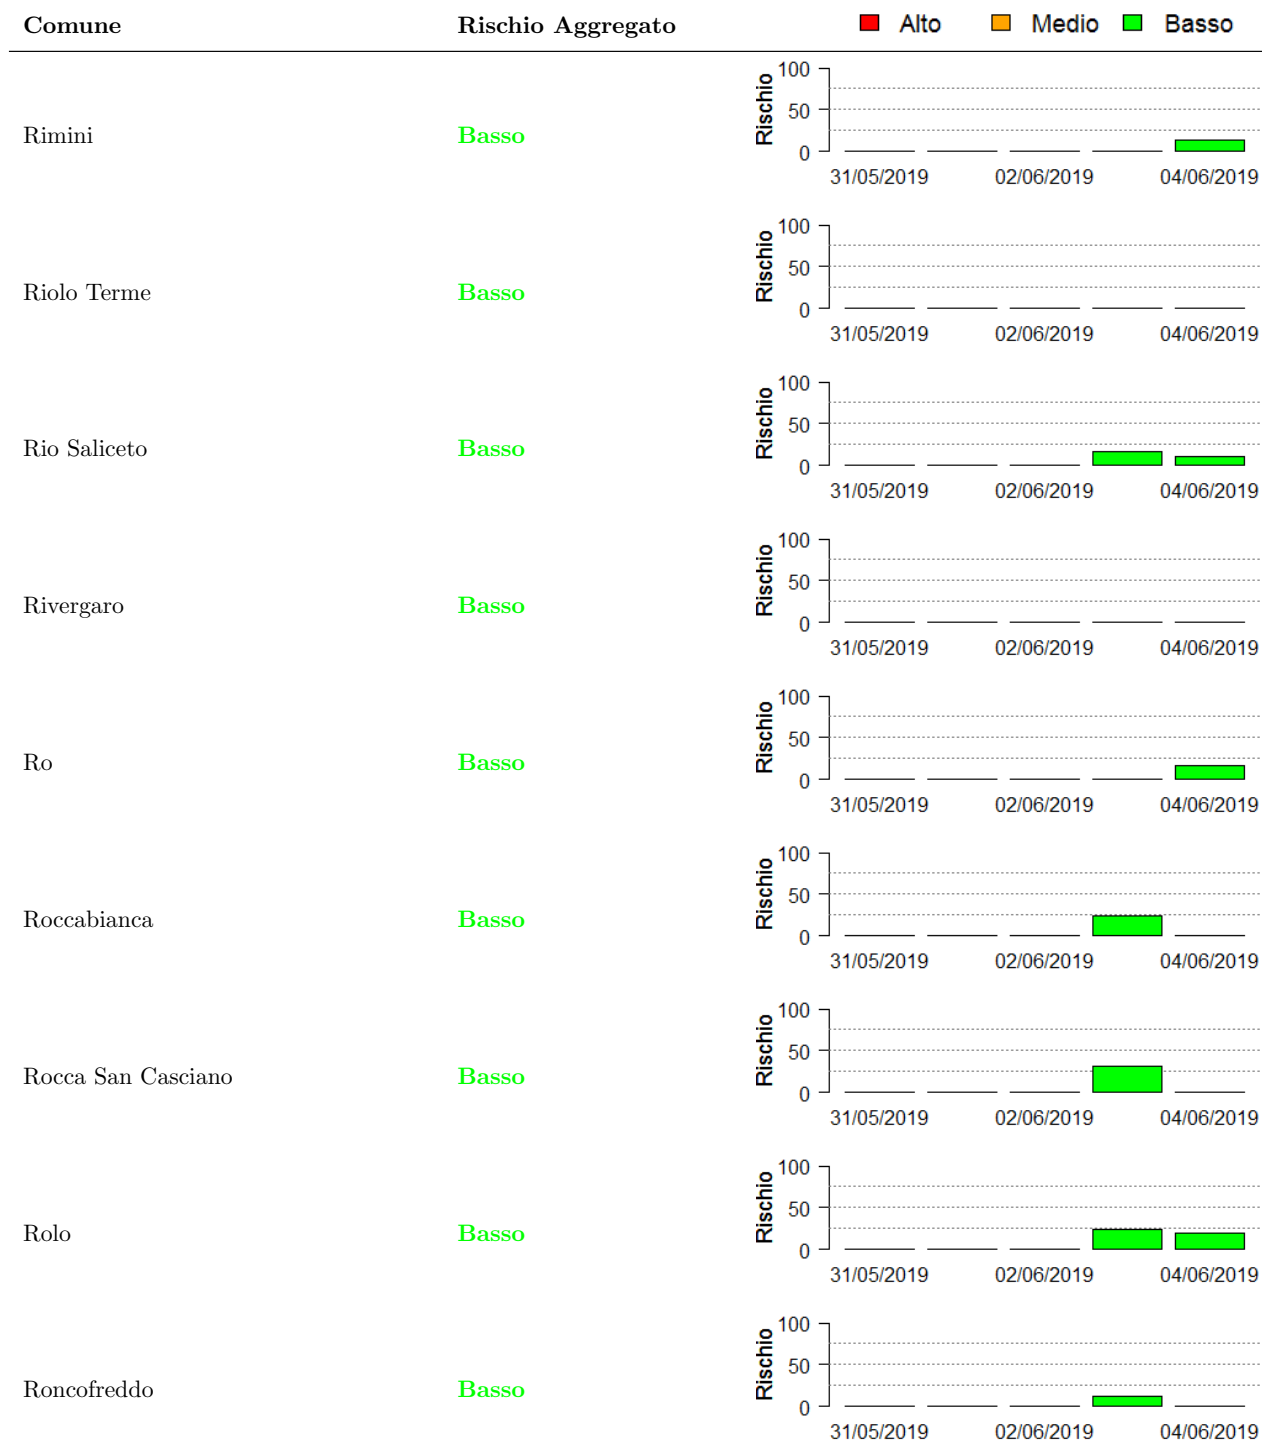 Comune Rischio Aggregato Alto Medio Basso
100
Rischio
50
Rimini Basso
0
31/05/2019 02/06/2019 04/06/2019
100
Rischio
50
Riolo Terme Basso
0
31/05/2019 02/06/2019 04/06/2019
100
Rischio
50
Rio Saliceto Basso
0
31/05/2019 02/06/2019 04/06/2019
100
Rischio
50
Rivergaro Basso
0
31/05/2019 02/06/2019 04/06/2019
100
Rischio
50
Ro Basso
0
31/05/2019 02/06/2019 04/06/2019
100
Rischio
50
Roccabianca Basso
0
31/05/2019 02/06/2019 04/06/2019
100
Rischio
50
Rocca San Casciano Basso
0
31/05/2019 02/06/2019 04/06/2019
100
Rischio
50
Rolo Basso
0
31/05/2019 02/06/2019 04/06/2019
100
Rischio
50
Roncofreddo Basso
0
31/05/2019 02/06/2019 04/06/2019